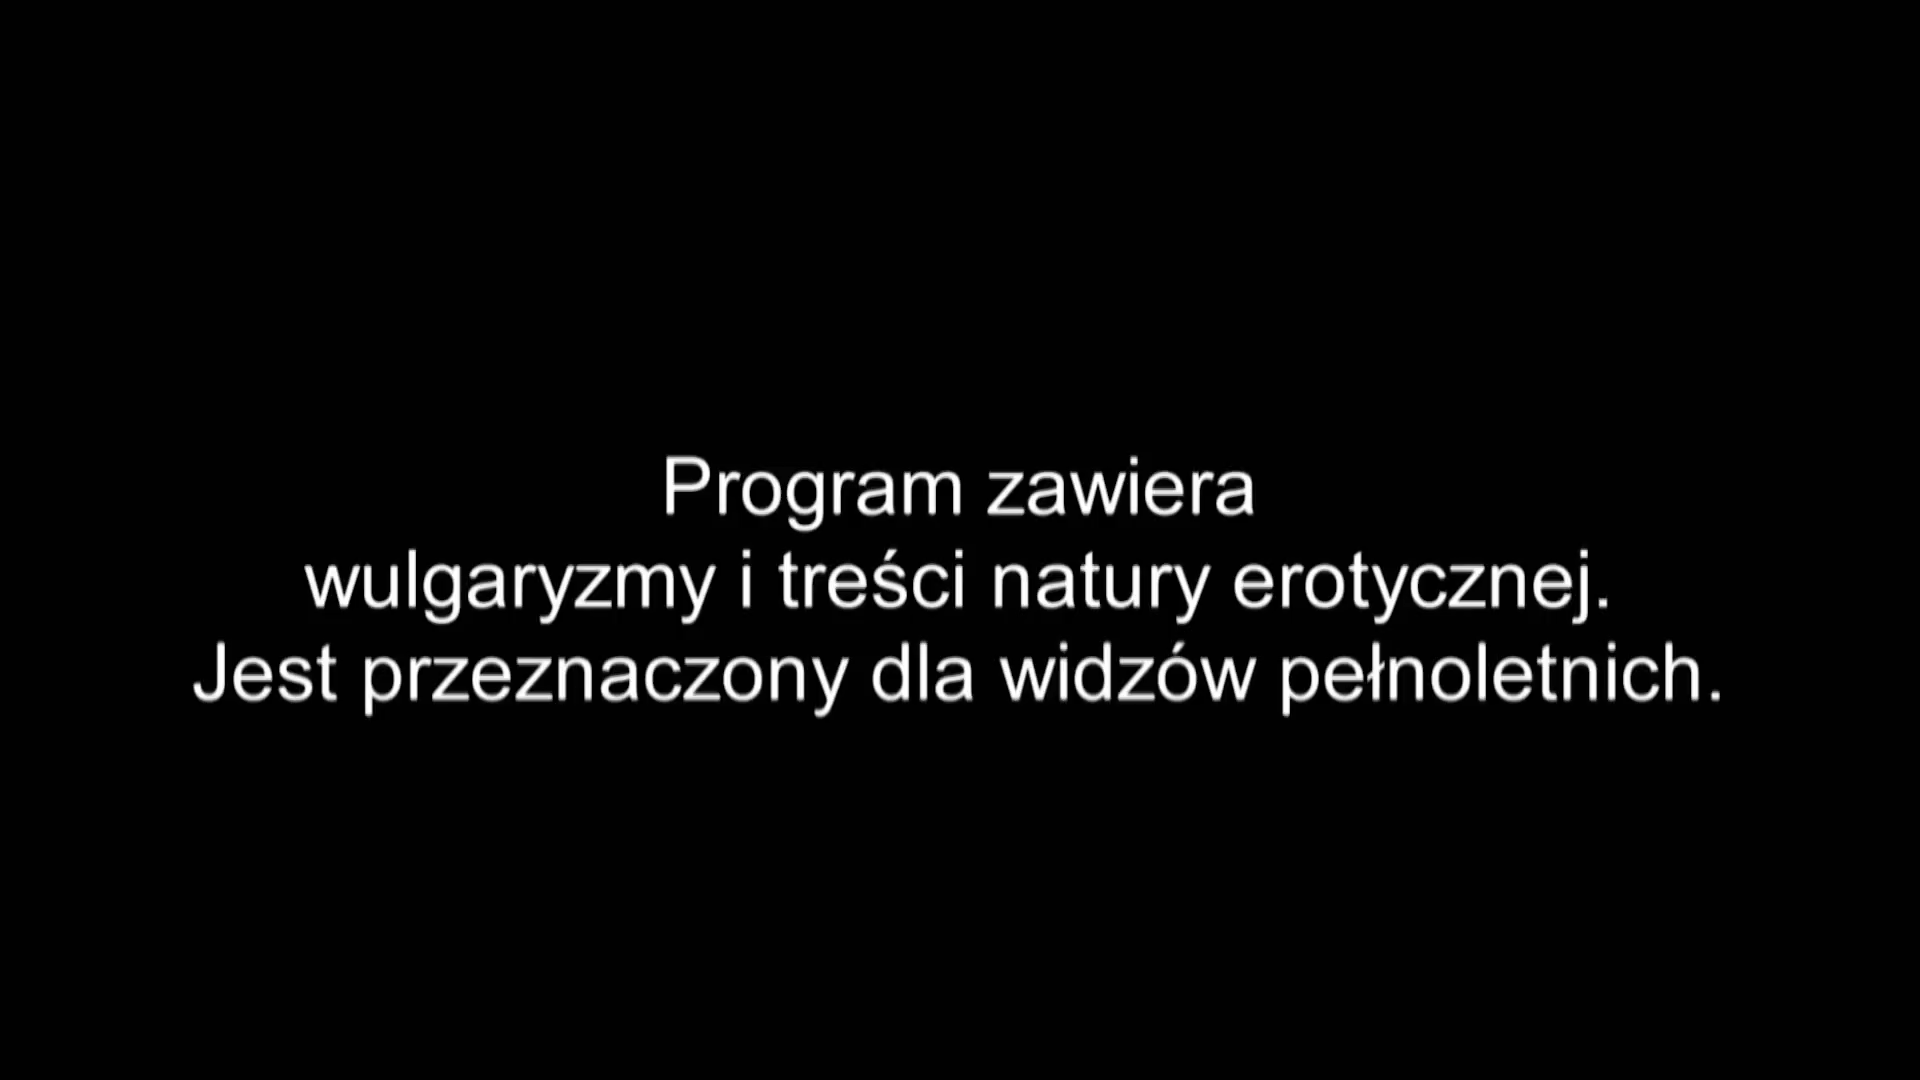 Program zawiera
wulgaryzmy i treści natury erotycznej.
Jest przeznaczony dla widzów pełnoletnich.